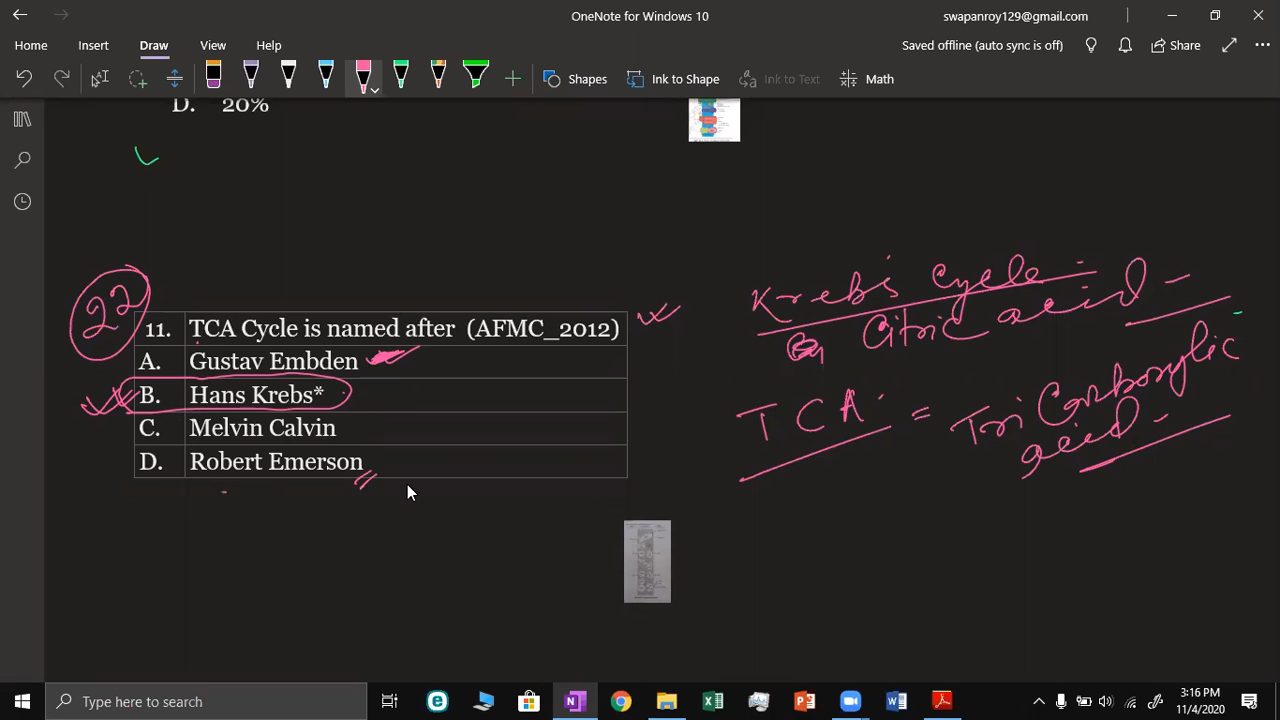 OneNote for Windows 10
swapanroy129@gmail.com
Home Insert Draw View Help
Saved offline (auto sync is off)
Share
Shapes
Ink to Shape
Ink to Text
Math
D. 20%
22
11. TCA Cycle is named after (AFMC_2012)
A. Gustav Embden
B. Hans Krebs*
C. Melvin Calvin
D. Robert Emerson
Krebs Cycle
Citric acid
TCA = Tri Carboxylic
acid
Type here to search
3:16 PM
11/4/2020